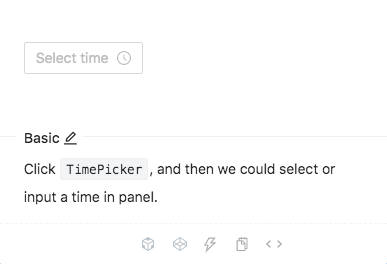 Select time
Basic
Click TimePicker, and then we could select or
input a time in panel.